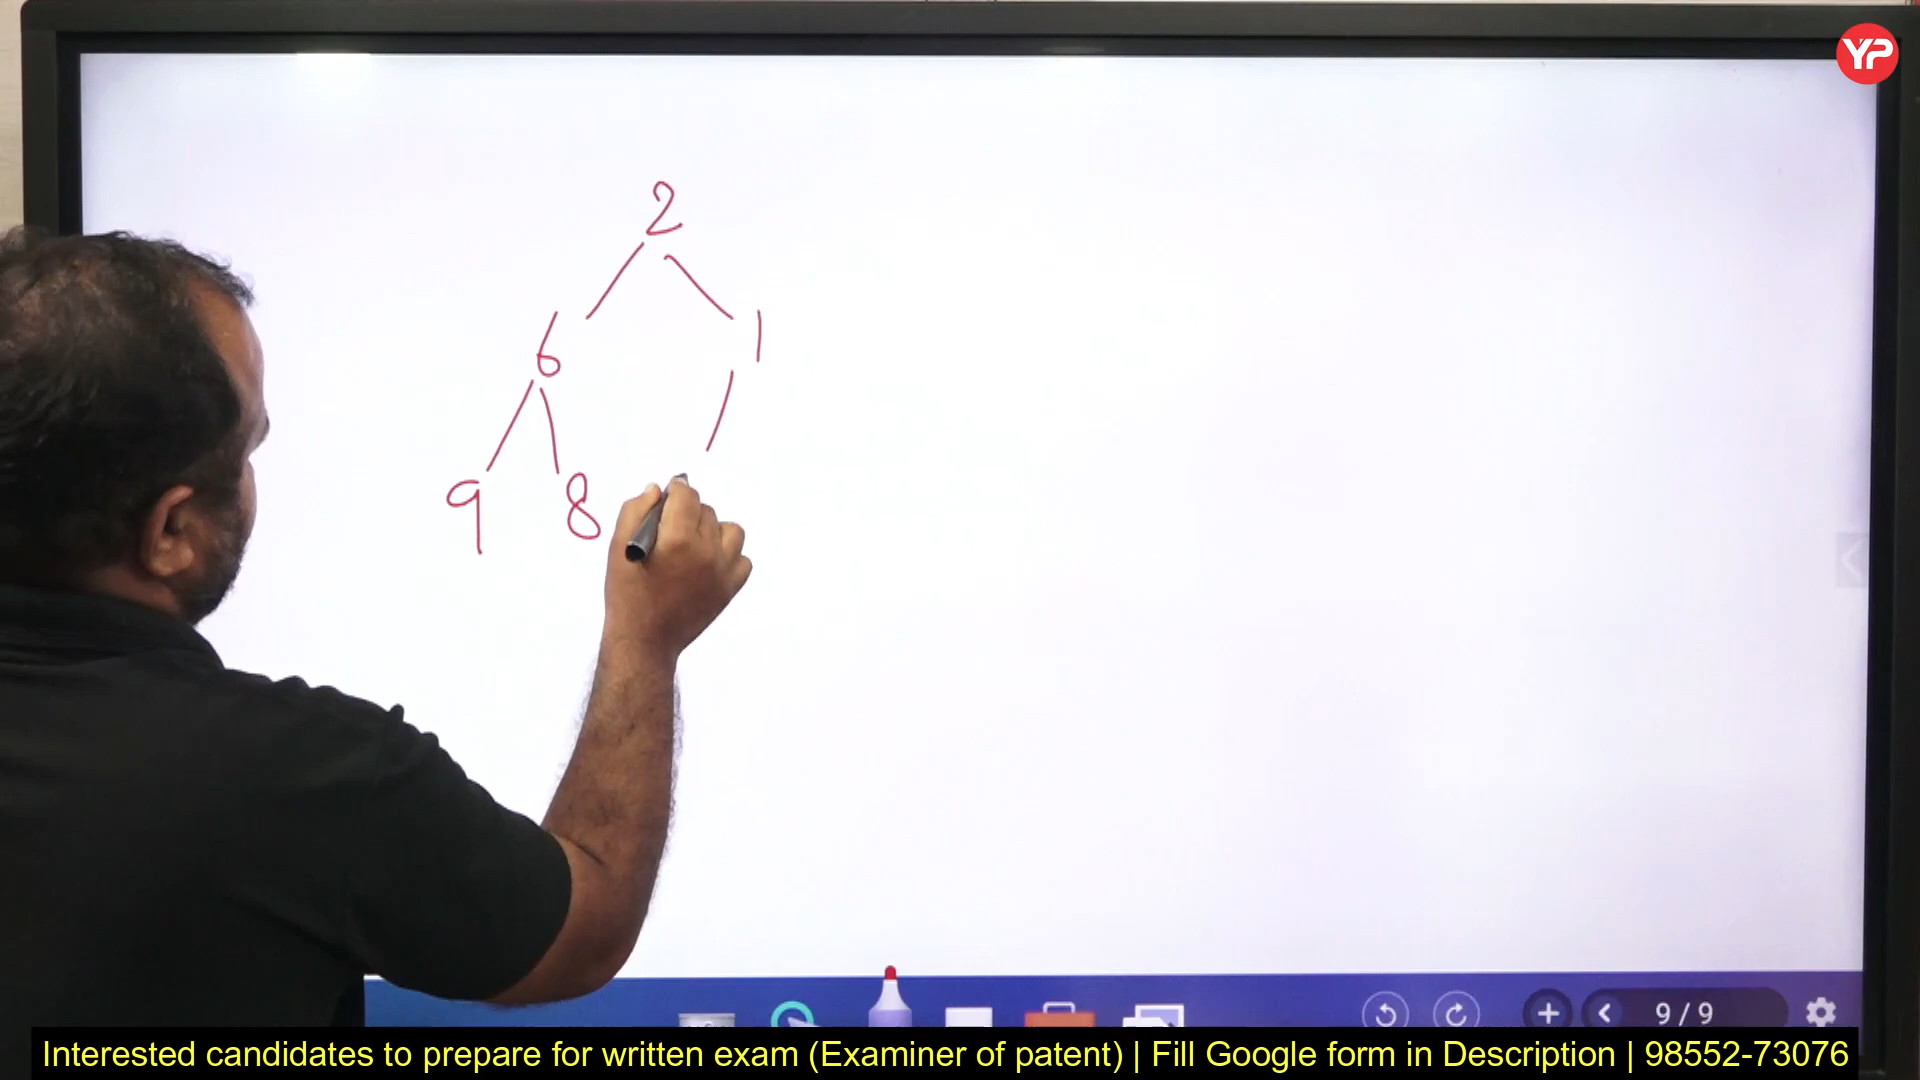 YP
2
6 1
9 8
9 / 9
Interested candidates to prepare for written exam (Examiner of patent) | Fill Google form in Description | 98552-73076